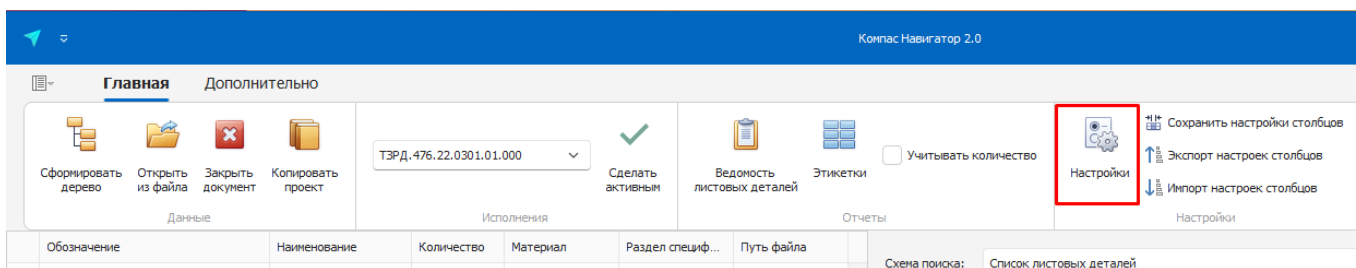 Компас Навигатор 2.0
Главная Дополнительно
Сформировать дерево
Открыть из файла
Закрыть документ
Копировать проект
Данные
ТЗРД.476.22.0301.01.000
Сделать активным
Исполнения
Ведомость листовых деталей
Этикетки
Учитывать количество
Отчеты
Настройки
Сохранить настройки столбцов
Экспорт настроек столбцов
Импорт настроек столбцов
Настройки
Обозначение Наименование Количество Материал Раздел специф... Путь файла
Схема поиска: Список листовых деталей